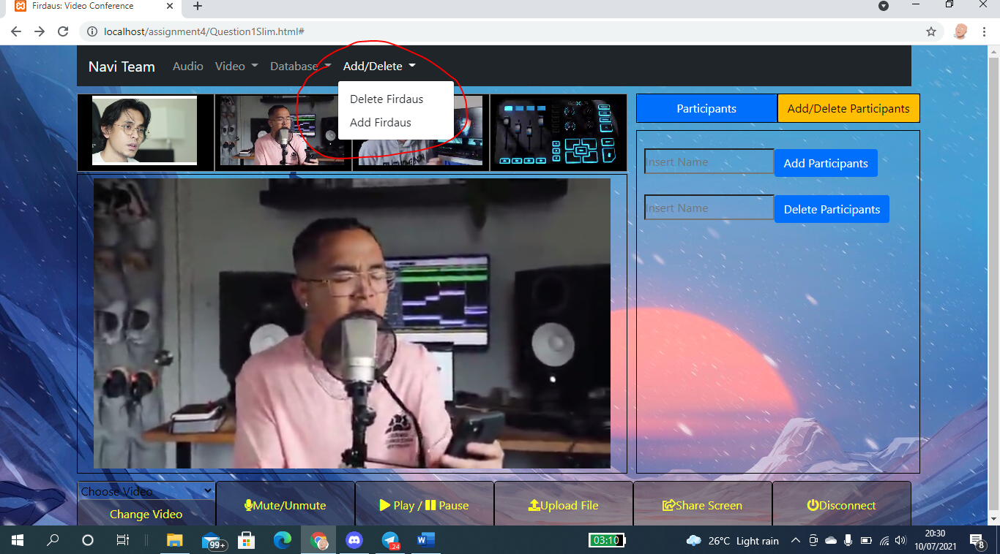 Firdaus: Video Conference
localhost/assignment4/Question1Slim.html#
Navi Team Audio Video Database Add/Delete
Delete Firdaus
Add Firdaus
Participants Add/Delete Participants
Insert Name Add Participants
Insert Name Delete Participants
Choose Video
Change Video
Mute/Unmute Play / Pause Upload File Share Screen Disconnect
99+ 24 03:10 26°C Light rain 20:30
10/07/2021 8